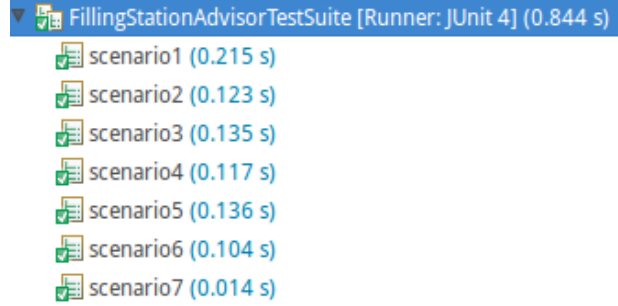 FillingStationAdvisorTestSuite [Runner: JUnit 4] (0.844 s)
scenario1 (0.215 s)
scenario2 (0.123 s)
scenario3 (0.135 s)
scenario4 (0.117 s)
scenario5 (0.136 s)
scenario6 (0.104 s)
scenario7 (0.014 s)